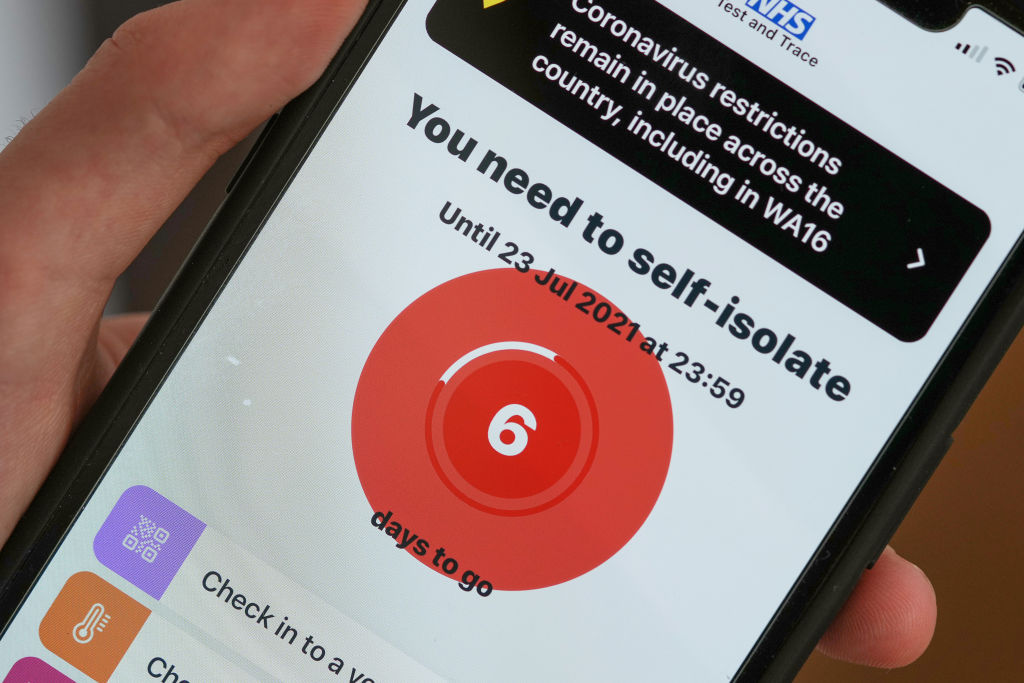 NHS
Test and Trace
Coronavirus restrictions
remain in place across the
country, including in WA16
You need to self-isolate
Until 23 Jul 2021 at 23:59
6
days to go
Check in to a